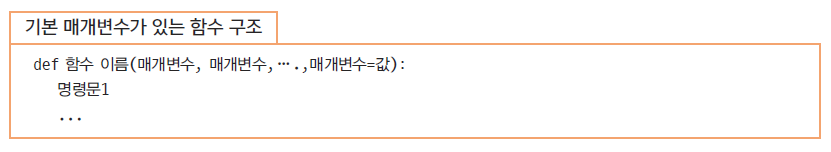 기본 매개변수가 있는 함수 구조
def 함수 이름(매개변수, 매개변수,….,매개변수=값):
명령문1
...